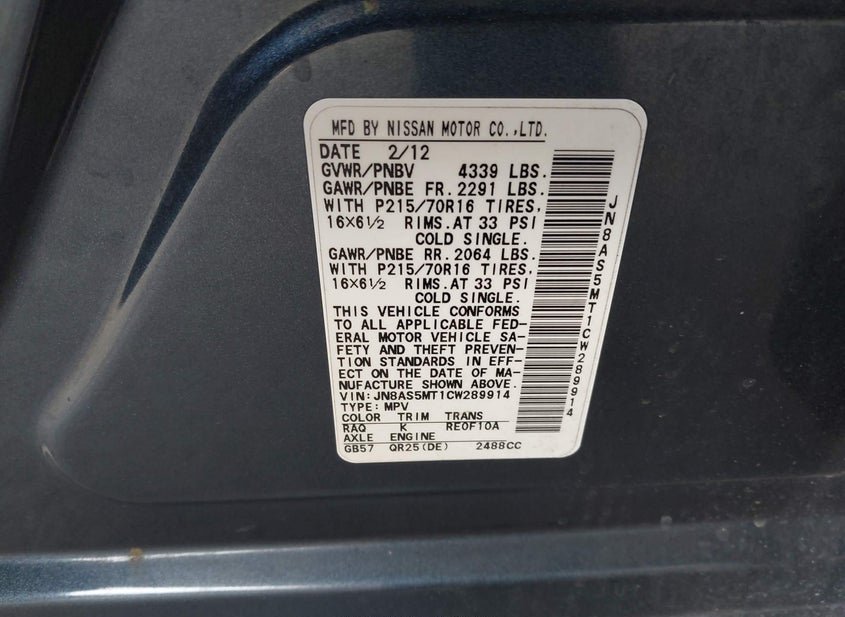 MFD BY NISSAN MOTOR CO.,LTD.
DATE 2/12
GVWR/PNBV 4339 LBS.
GAWR/PNBE FR. 2291 LBS.
WITH P215/70R16 TIRES,
16×6½ RIMS. AT 33 PSI
COLD SINGLE.
GAWR/PNBE RR. 2064 LBS.
WITH P215/70R16 TIRES,
16×6½ RIMS. AT 33 PSI
COLD SINGLE.
THIS VEHICLE CONFORMS
TO ALL APPLICABLE FED-
ERAL MOTOR VEHICLE SA-
FETY AND THEFT PREVEN-
TION STANDARDS IN EFF-
ECT ON THE DATE OF MA-
NUFACTURE SHOWN ABOVE.
VIN: JN8AS5MT1CW289914
TYPE: MPV
COLOR TRIM TRANS
RAQ K RE0F10A
AXLE ENGINE
GB57 QR25(DE) 2488CC
JN8AS5MT1CW289914